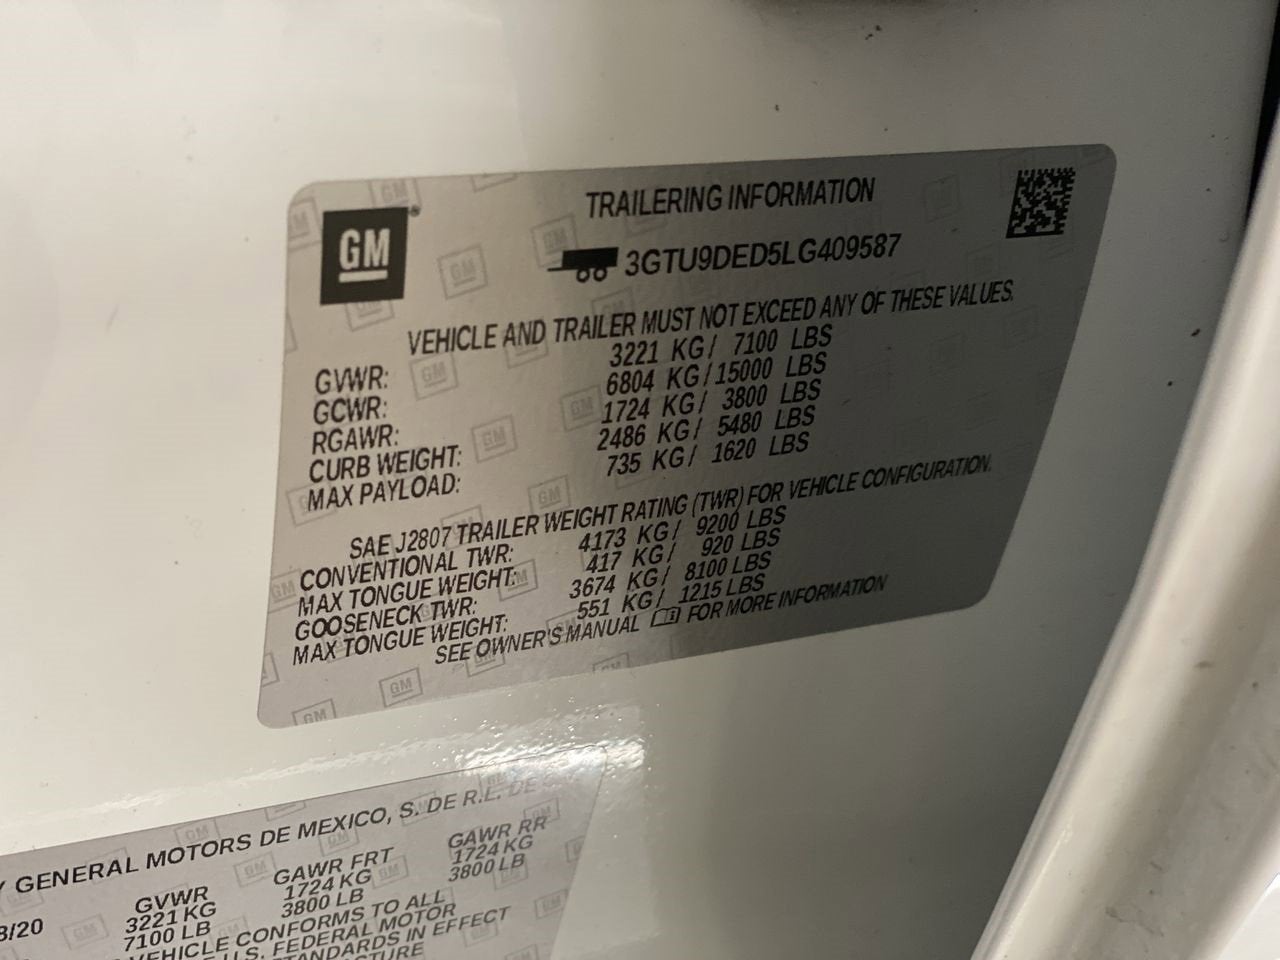 GM
TRAILERING INFORMATION
3GTU9DED5LG409587
VEHICLE AND TRAILER MUST NOT EXCEED ANY OF THESE VALUES.
GVWR: 3221 KG/ 7100 LBS
GCWR: 6804 KG/15000 LBS
RGAWR: 1724 KG/ 3800 LBS
CURB WEIGHT: 2486 KG/ 5480 LBS
MAX PAYLOAD: 735 KG/ 1620 LBS
SAE J2807 TRAILER WEIGHT RATING (TWR) FOR VEHICLE CONFIGURATION.
CONVENTIONAL TWR: 4173 KG/ 9200 LBS
MAX TONGUE WEIGHT: 417 KG/ 920 LBS
GOOSENECK TWR: 3674 KG/ 8100 LBS
MAX TONGUE WEIGHT: 551 KG/ 1215 LBS
SEE OWNER'S MANUAL FOR MORE INFORMATION
GENERAL MOTORS DE MEXICO, S. DE R.L. DE
GVWR GAWR FRT GAWR RR
8/20 3221 KG 1724 KG 1724 KG
7100 LB 3800 LB 3800 LB
VEHICLE CONFORMS TO ALL
U.S. FEDERAL MOTOR
STANDARDS IN EFFECT